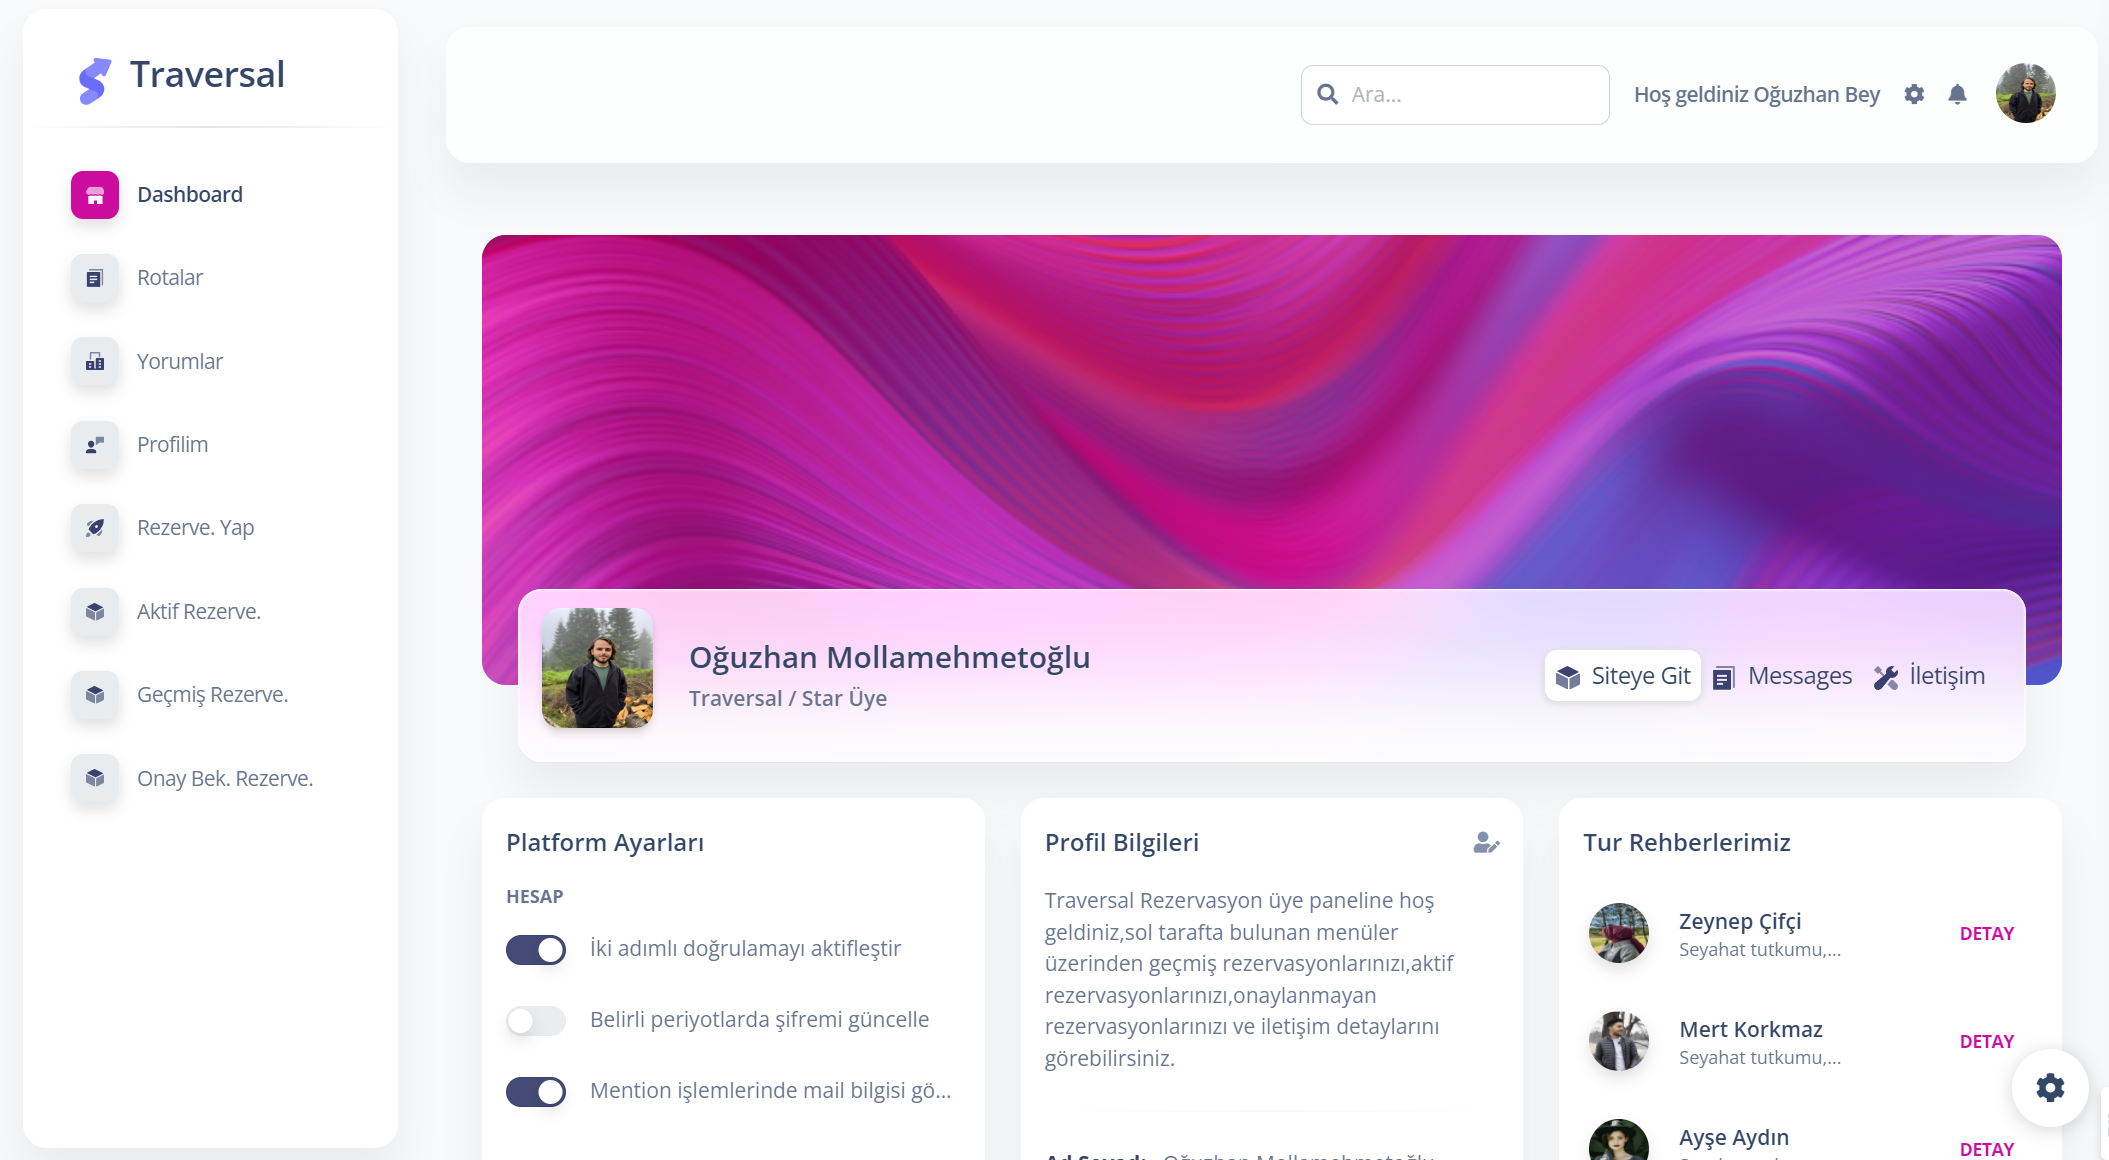 Traversal
Dashboard
Rotalar
Yorumlar
Profilim
Rezerve. Yap
Aktif Rezerve.
Geçmiş Rezerve.
Onay Bek. Rezerve.
Ara...
Hoş geldiniz Oğuzhan Bey
Oğuzhan Mollamehmetoğlu
Traversal / Star Üye
Siteye Git
Messages
İletişim
Platform Ayarları
HESAP
İki adımlı doğrulamayı aktifleştir
Belirli periyotlarda şifremi güncelle
Mention işlemlerinde mail bilgisi gö...
Profil Bilgileri
Traversal Rezervasyon üye paneline hoş
geldiniz,sol tarafta bulunan menüler
üzerinden geçmiş rezervasyonlarınızı,aktif
rezervasyonlarınızı,onaylanmayan
rezervasyonlarınızı ve iletişim detaylarını
görebilirsiniz.
Tur Rehberlerimiz
Zeynep Çifçi
Seyahat tutkumu,...
DETAY
Mert Korkmaz
Seyahat tutkumu,...
DETAY
Ayşe Aydın
DETAY